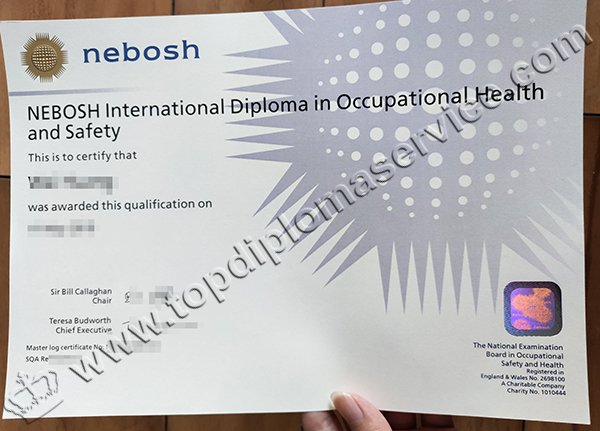 nebosh
NEBOSH International Diploma in Occupational Health
and Safety
This is to certify that
was awarded this qualification on
Sir Bill Callaghan
Chair
Teresa Budworth
Chief Executive
Master log certificate No.
SQA Re
The National Examination
Board in Occupational
Safety and Health
Registered in
England & Wales No. 2698100
A Charitable Company
Charity No. 1010444
www.topdiplomaservice.com